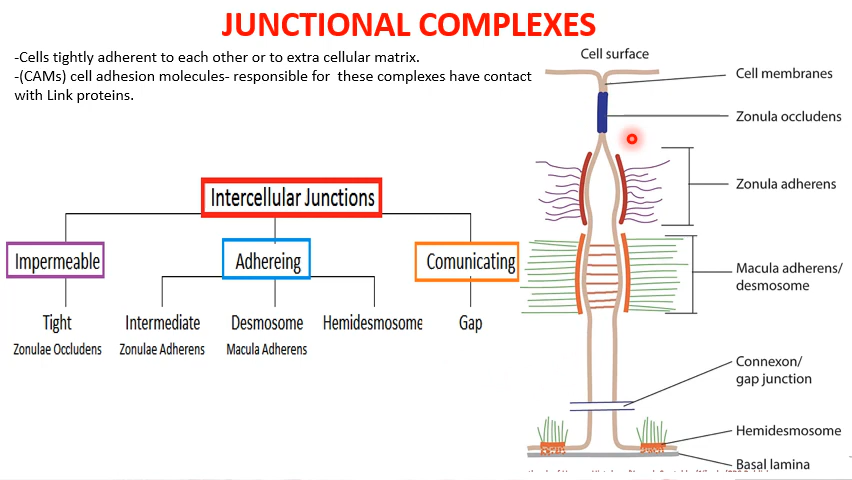 JUNCTIONAL COMPLEXES
-Cells tightly adherent to each other or to extra cellular matrix.
-(CAMs) cell adhesion molecules- responsible for these complexes have contact
with Link proteins.
Intercellular Junctions
Impermeable
Adhereing
Comunicating
Tight
Intermediate
Desmosome
Hemidesmosome
Gap
Zonulae Occludens
Zonulae Adherens
Macula Adherens
Cell surface
Cell membranes
Zonula occludens
Zonula adherens
Macula adherens/
desmosome
Connexon/
gap junction
Hemidesmosome
Basal lamina